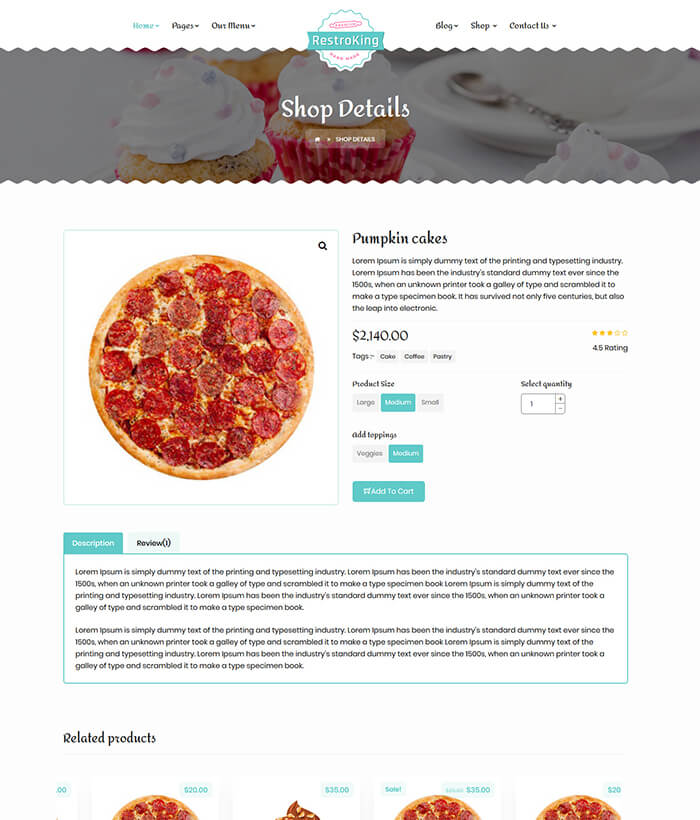 Home Pages Our Menu Blog Shop Contact Us
PREMIUM
RestroKing
HAND MADE
Shop Details
» SHOP DETAILS
Pumpkin cakes
Lorem Ipsum is simply dummy text of the printing and typesetting industry.
Lorem Ipsum has been the industry's standard dummy text ever since the
1500s, when an unknown printer took a galley of type and scrambled it to
make a type specimen book. It has survived not only five centuries, but also
the leap into electronic.
$2,140.00
4.5 Rating
Tags :- Cake Coffee Pastry
Product Size
Large Medium Small
Select quantity
1 + -
Add toppings
Veggies Medium
Add To Cart
Description Review(1)
Lorem Ipsum is simply dummy text of the printing and typesetting industry. Lorem Ipsum has been the industry's standard dummy text ever since the
1500s, when an unknown printer took a galley of type and scrambled it to make a type specimen book Lorem Ipsum is simply dummy text of the
printing and typesetting industry. Lorem Ipsum has been the industry's standard dummy text ever since the 1500s, when an unknown printer took a
galley of type and scrambled it to make a type specimen book.
Lorem Ipsum is simply dummy text of the printing and typesetting industry. Lorem Ipsum has been the industry's standard dummy text ever since the
1500s, when an unknown printer took a galley of type and scrambled it to make a type specimen book Lorem Ipsum is simply dummy text of the
printing and typesetting industry. Lorem Ipsum has been the industry's standard dummy text ever since the 1500s, when an unknown printer took a galley of type and
scrambled it to make a type specimen book.
Related products
.00 $20.00 $35.00 Sale! $35.00 $20